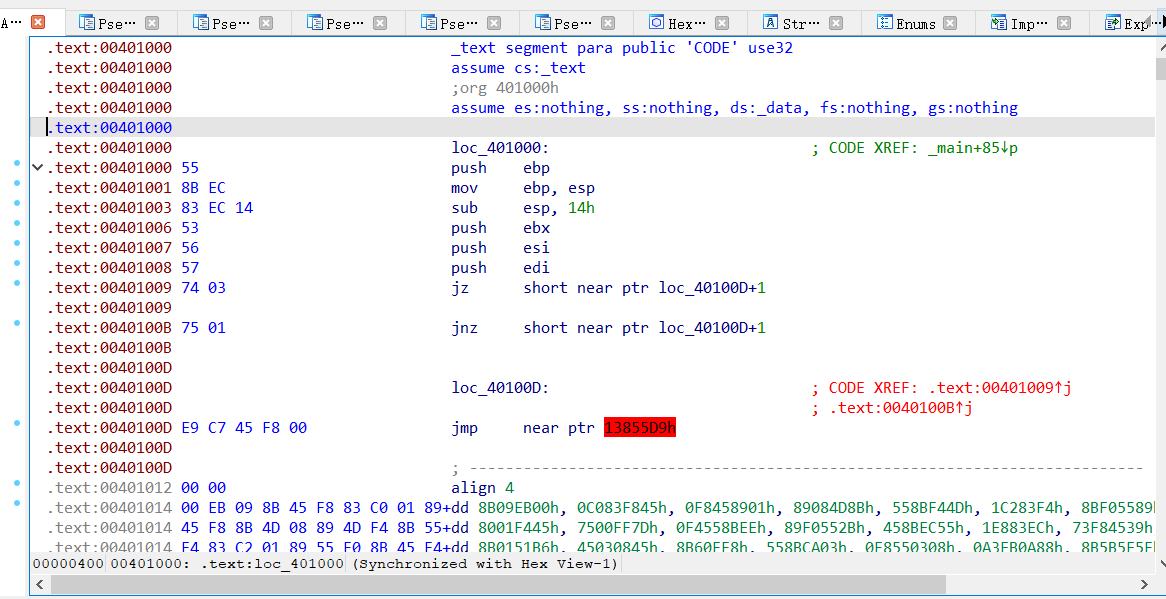 A··· Pse··· Pse··· Pse··· Pse··· Pse··· Hex··· Str··· Enums Imp··· Exp
.text:00401000 _text segment para public 'CODE' use32
.text:00401000 assume cs:_text
.text:00401000 ;org 401000h
.text:00401000 assume es:nothing, ss:nothing, ds:_data, fs:nothing, gs:nothing
.text:00401000
.text:00401000 loc_401000: ; CODE XREF: _main+85↓p
.text:00401000 55 push ebp
.text:00401001 8B EC mov ebp, esp
.text:00401003 83 EC 14 sub esp, 14h
.text:00401006 53 push ebx
.text:00401007 56 push esi
.text:00401008 57 push edi
.text:00401009 74 03 jz short near ptr loc_40100D+1
.text:00401009
.text:0040100B 75 01 jnz short near ptr loc_40100D+1
.text:0040100B
.text:0040100D
.text:0040100D loc_40100D: ; CODE XREF: .text:00401009↑j
.text:0040100D ; .text:0040100B↑j
.text:0040100D E9 C7 45 F8 00 jmp near ptr 13855D9h
.text:0040100D
.text:0040100D ; ---------------------------------------------------------------------------
.text:00401012 00 00 align 4
.text:00401014 00 EB 09 8B 45 F8 83 C0 01 89+dd 8B09EB00h, 0C083F845h, 0F8458901h, 89084D8Bh, 558BF44Dh, 1C283F4h, 8BF05589h
.text:00401014 45 F8 8B 4D 08 89 4D F4 8B 55+dd 8001F445h, 7500FF7Dh, 0F4558BEEh, 89F0552Bh, 458BEC55h, 1E883ECh, 73F84539h
.text:00401014 F4 83 C2 01 89 55 F0 8B 45 F4+dd 8B0151B6h, 45030845h, 8B60EF8h, 558BCA03h, 0F8550308h, 0A3EB0A88h,
00000400 00401000: .text:loc_401000 (Synchronized with Hex View-1)